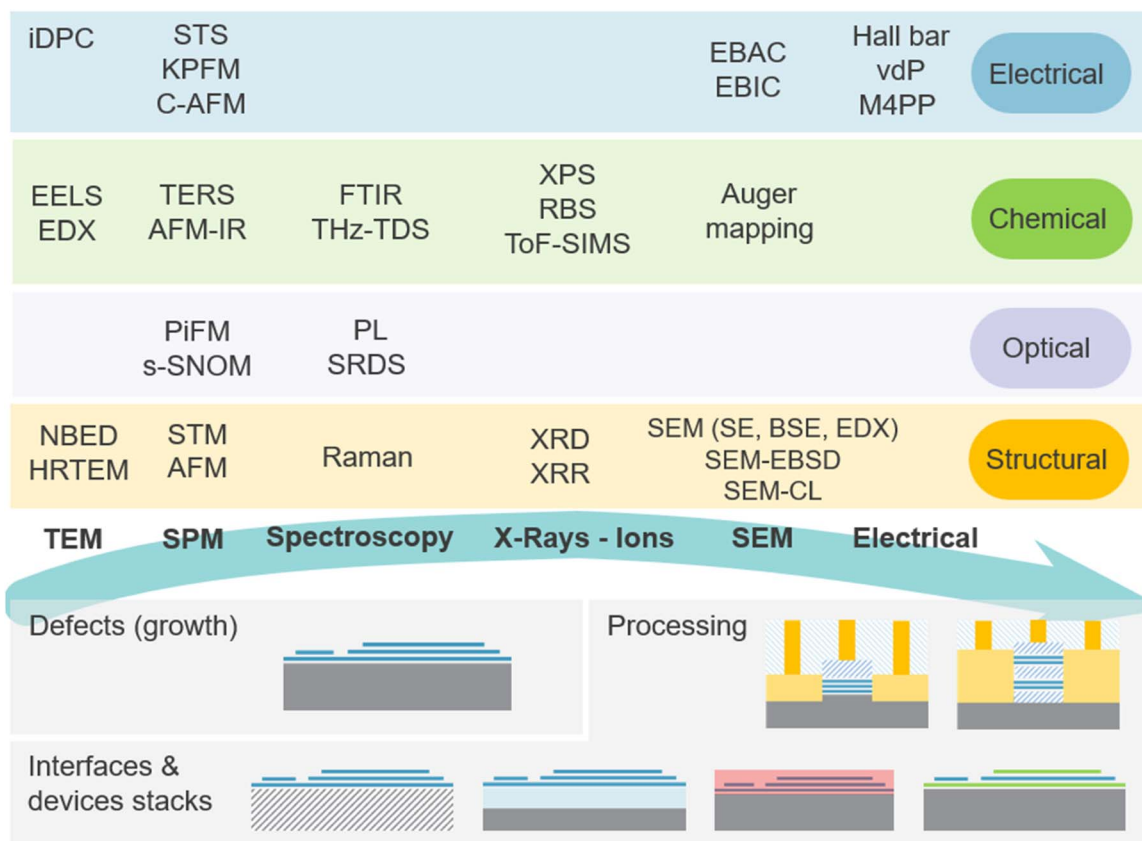 iDPC
STS
KPFM
C-AFM
EBAC
EBIC
Hall bar
vdP
M4PP
Electrical
EELS
EDX
TERS
AFM-IR
FTIR
THz-TDS
XPS
RBS
ToF-SIMS
Auger
mapping
Chemical
PiFM
s-SNOM
PL
SRDS
Optical
NBED
HRTEM
STM
AFM
Raman
XRD
XRR
SEM (SE, BSE, EDX)
SEM-EBSD
SEM-CL
Structural
TEM
SPM
Spectroscopy
X-Rays - Ions
SEM
Electrical
Defects (growth)
Processing
Interfaces &
devices stacks